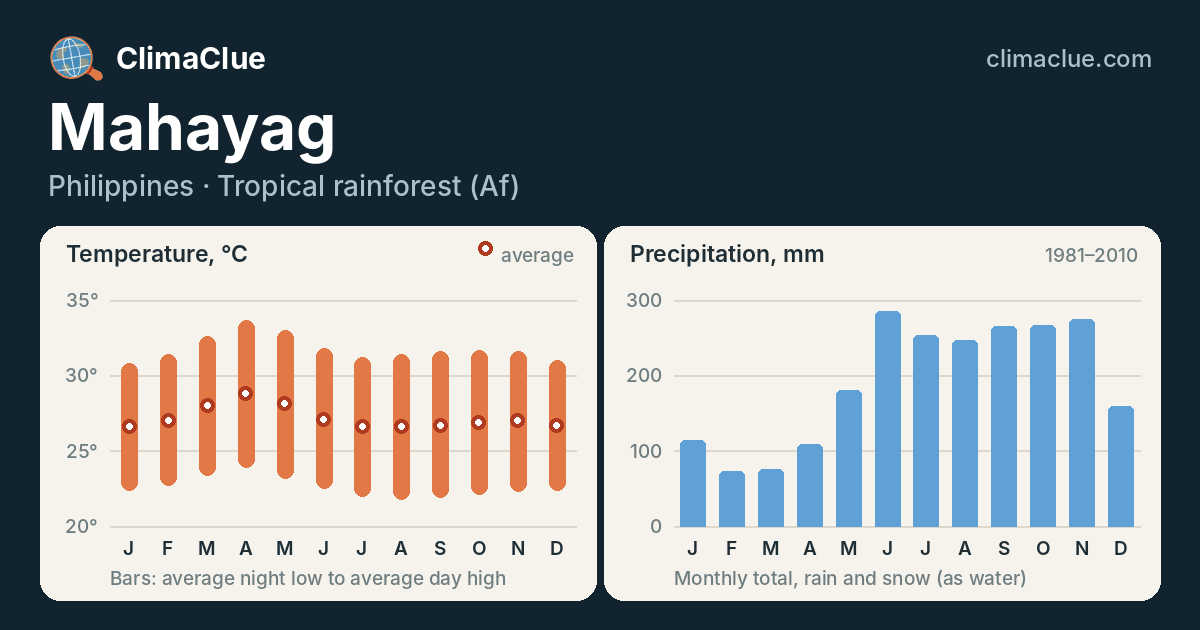 ClimaClue
climaclue.com
Mahayag
Philippines · Tropical rainforest (Af)
Temperature, °C
average
35°
30°
25°
20°
J F M A M J J A S O N D
Bars: average night low to average day high
Precipitation, mm
1981–2010
300
200
100
0
J F M A M J J A S O N D
Monthly total, rain and snow (as water)